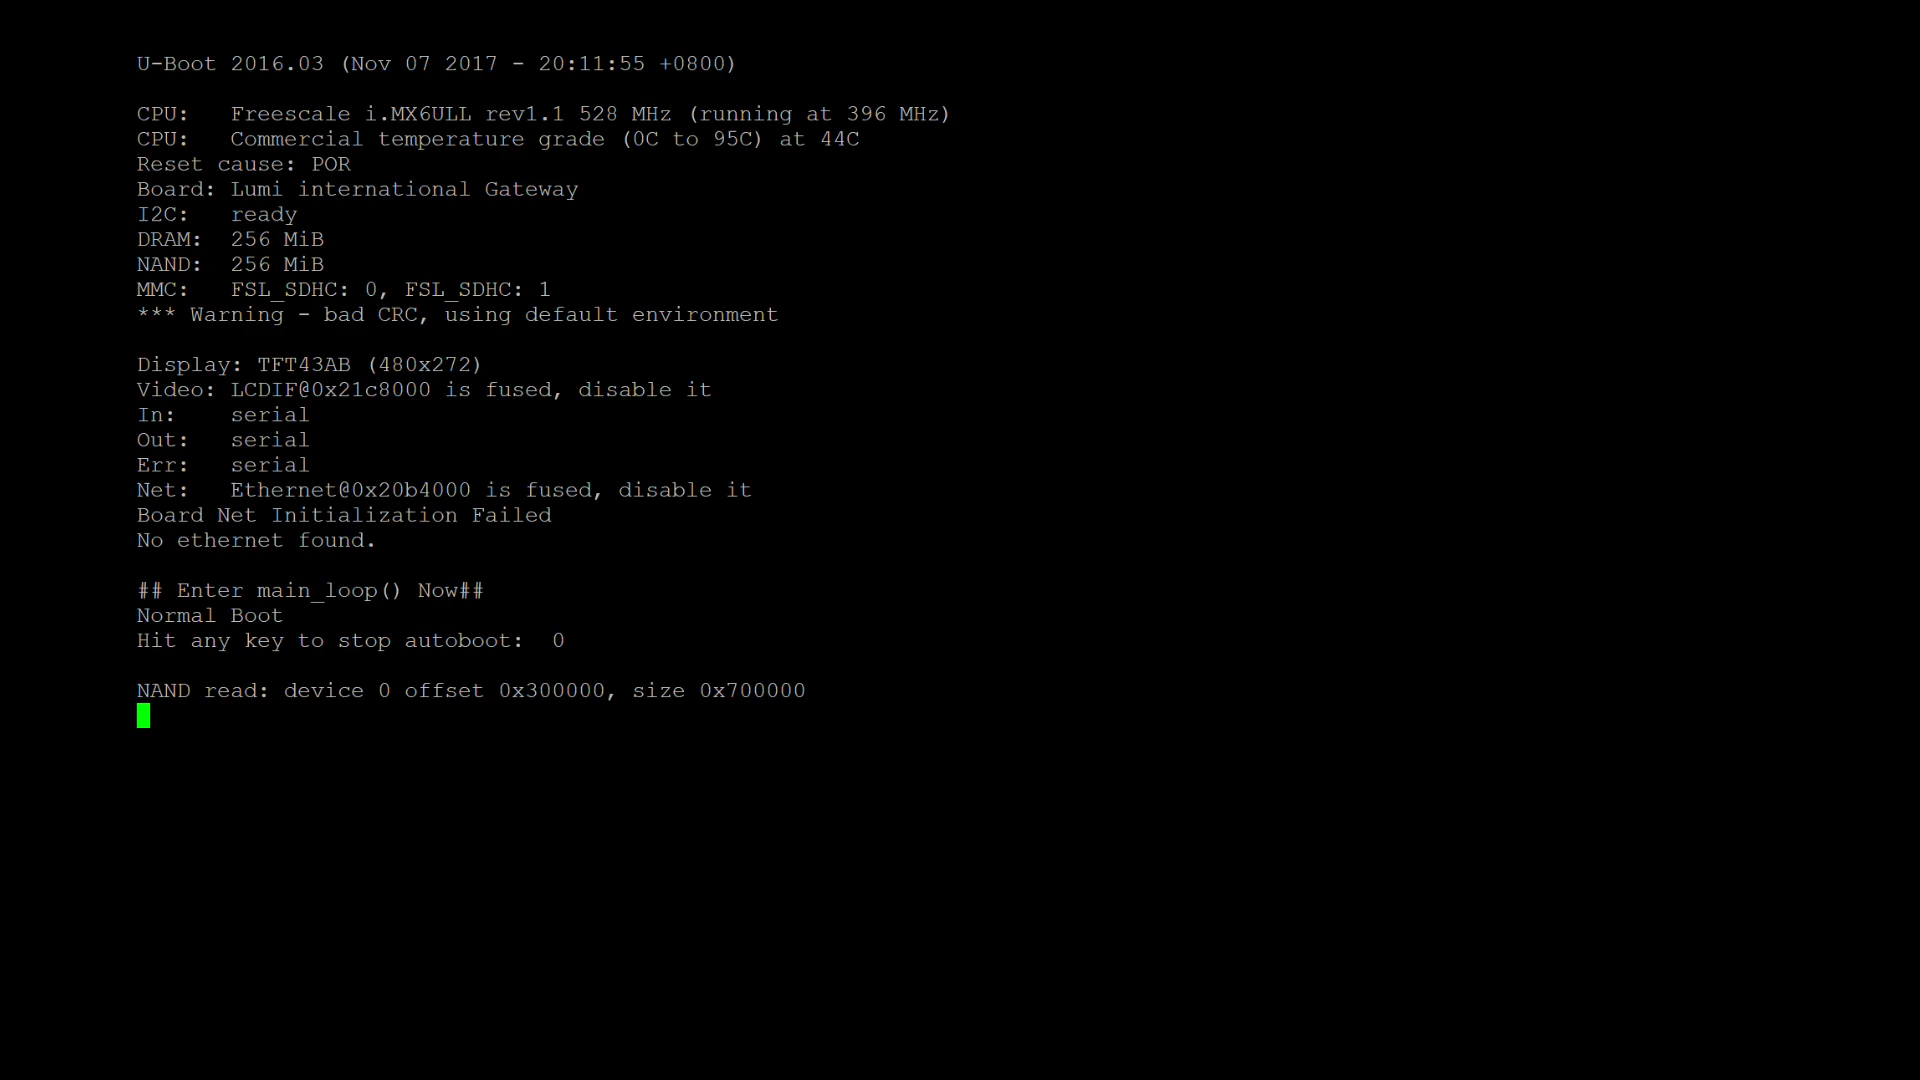 U-Boot 2016.03 (Nov 07 2017 - 20:11:55 +0800)
CPU:   Freescale i.MX6ULL rev1.1 528 MHz (running at 396 MHz)
CPU:   Commercial temperature grade (0C to 95C) at 44C
Reset cause: POR
Board: Lumi international Gateway
I2C:   ready
DRAM:  256 MiB
NAND:  256 MiB
MMC:   FSL_SDHC: 0, FSL_SDHC: 1
*** Warning - bad CRC, using default environment
Display: TFT43AB (480x272)
Video: LCDIF@0x21c8000 is fused, disable it
In:    serial
Out:   serial
Err:   serial
Net:   Ethernet@0x20b4000 is fused, disable it
Board Net Initialization Failed
No ethernet found.
## Enter main_loop() Now##
Normal Boot
Hit any key to stop autoboot:  0
NAND read: device 0 offset 0x300000, size 0x700000